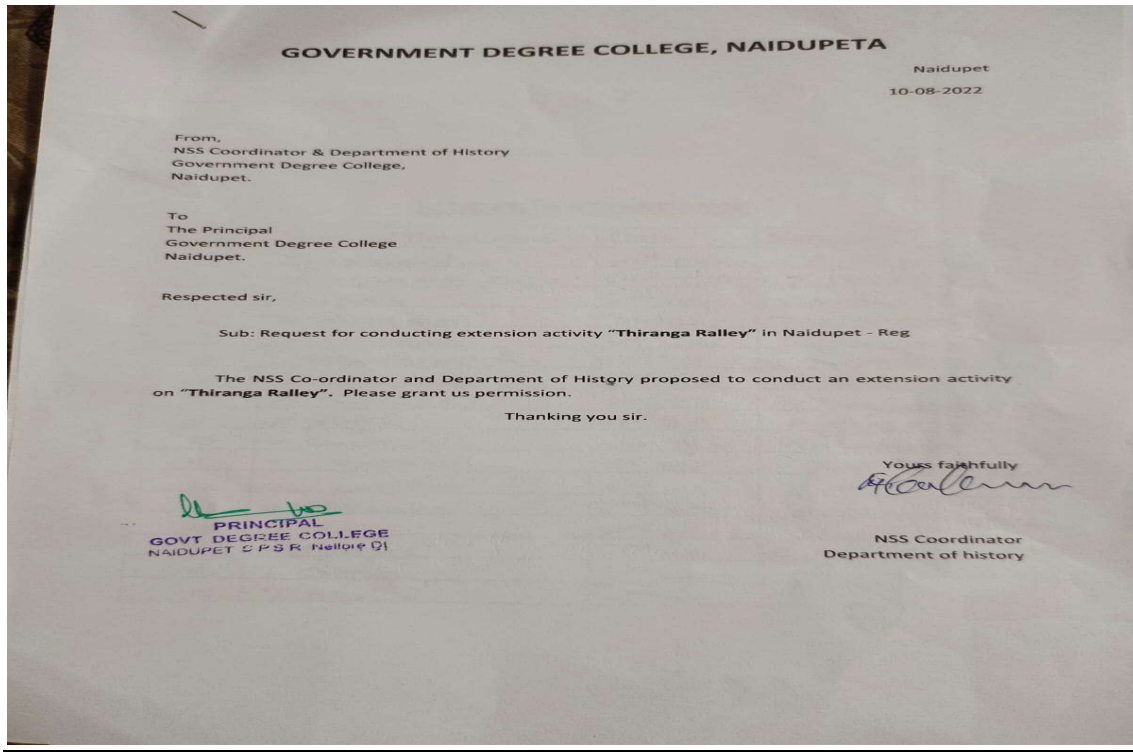 GOVERNMENT DEGREE COLLEGE, NAIDUPETA
Naidupet
10-08-2022
From,
NSS Coordinator & Department of History
Government Degree College,
Naidupet.
To
The Principal
Government Degree College
Naidupet.
Respected sir,
Sub: Request for conducting extension activity “Thiranga Ralley” in Naidupet - Reg
The NSS Co-ordinator and Department of History proposed to conduct an extension activity
on “Thiranga Ralley”. Please grant us permission.
Thanking you sir.
Yours faithfully
PRINCIPAL
GOVT DEGREE COLLEGE
NAIDUPET S P S R Nellore Dt
NSS Coordinator
Department of history